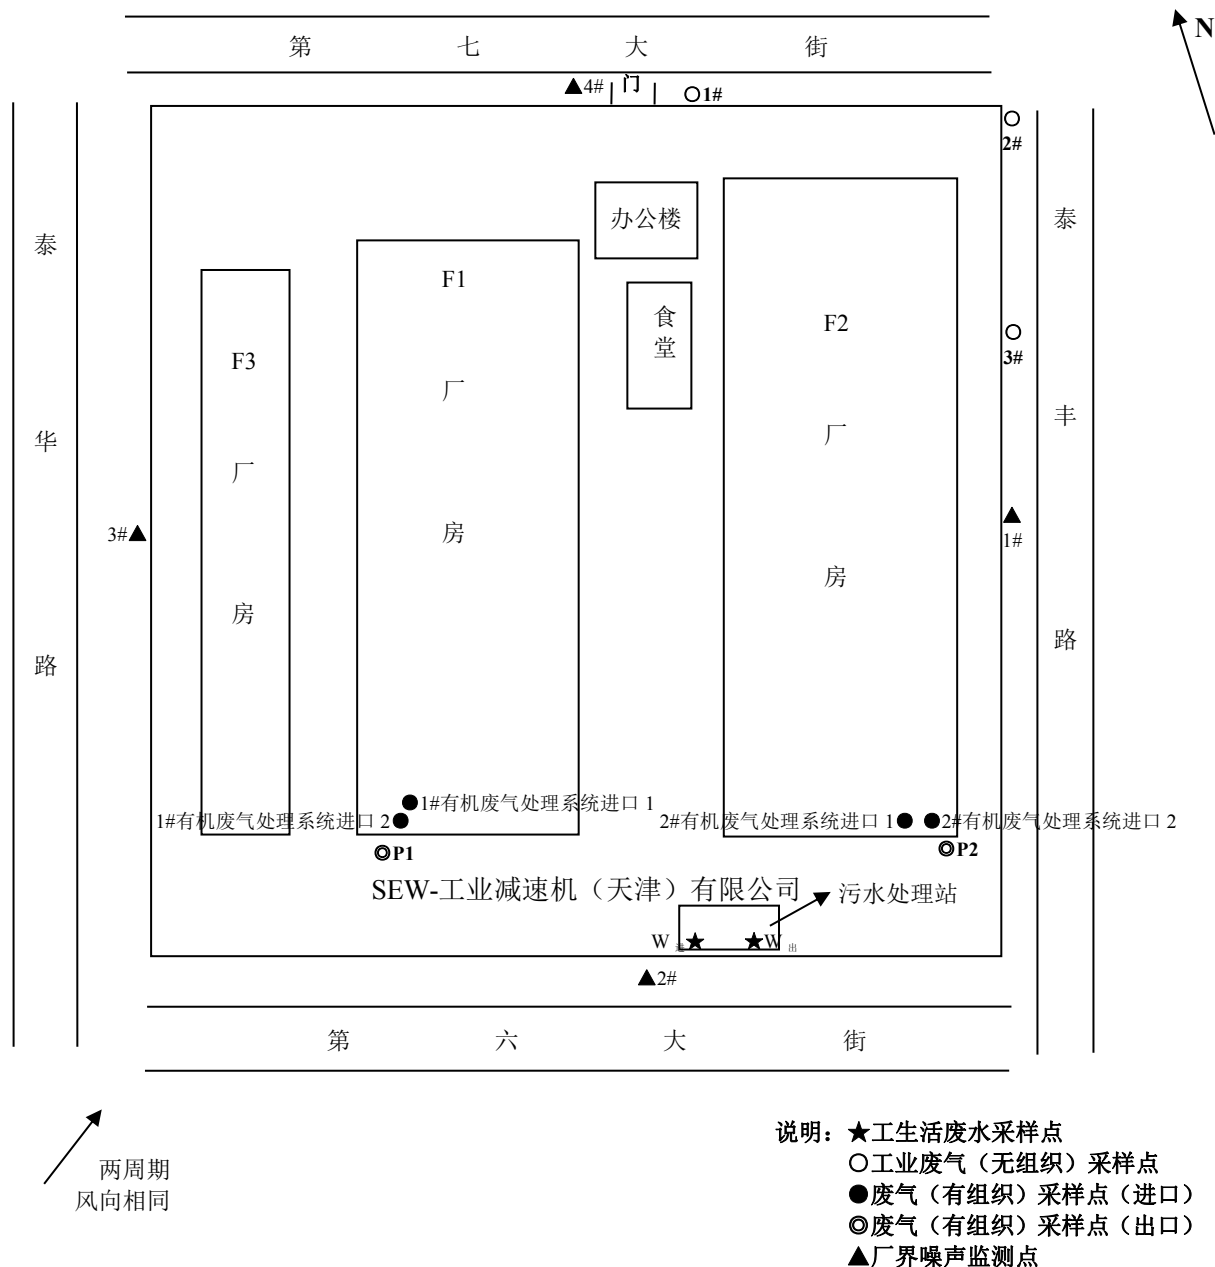 第 七 大 街
N
▲4# 门 ○1#
2#
办公楼
泰
华
路
F1
厂
房
食
堂
F2
厂
房
F3
厂
房
泰
丰
路
3#
3#▲
1#
1#有机废气处理系统进口 1
1#有机废气处理系统进口 2
2#有机废气处理系统进口 1
2#有机废气处理系统进口 2
P1
P2
SEW-工业减速机（天津）有限公司
污水处理站
W 进★ ★W 出
▲2#
第 六 大 街
两周期
风向相同
说明：★工生活废水采样点
○工业废气（无组织）采样点
●废气（有组织）采样点（进口）
◎废气（有组织）采样点（出口）
▲厂界噪声监测点